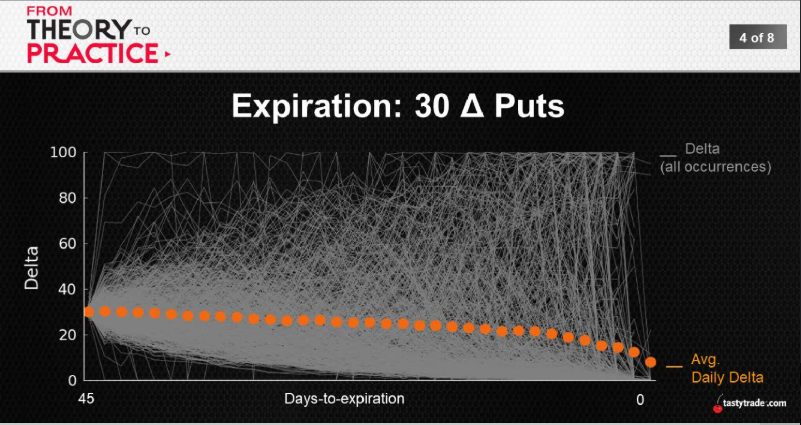 FROM
THEORY TO
PRACTICE
4 of 8
Expiration: 30 Δ Puts
100
80
60
40
20
0
Delta
Delta
(all occurrences)
Avg.
Daily Delta
45
Days-to-expiration
0
tastytrade.com